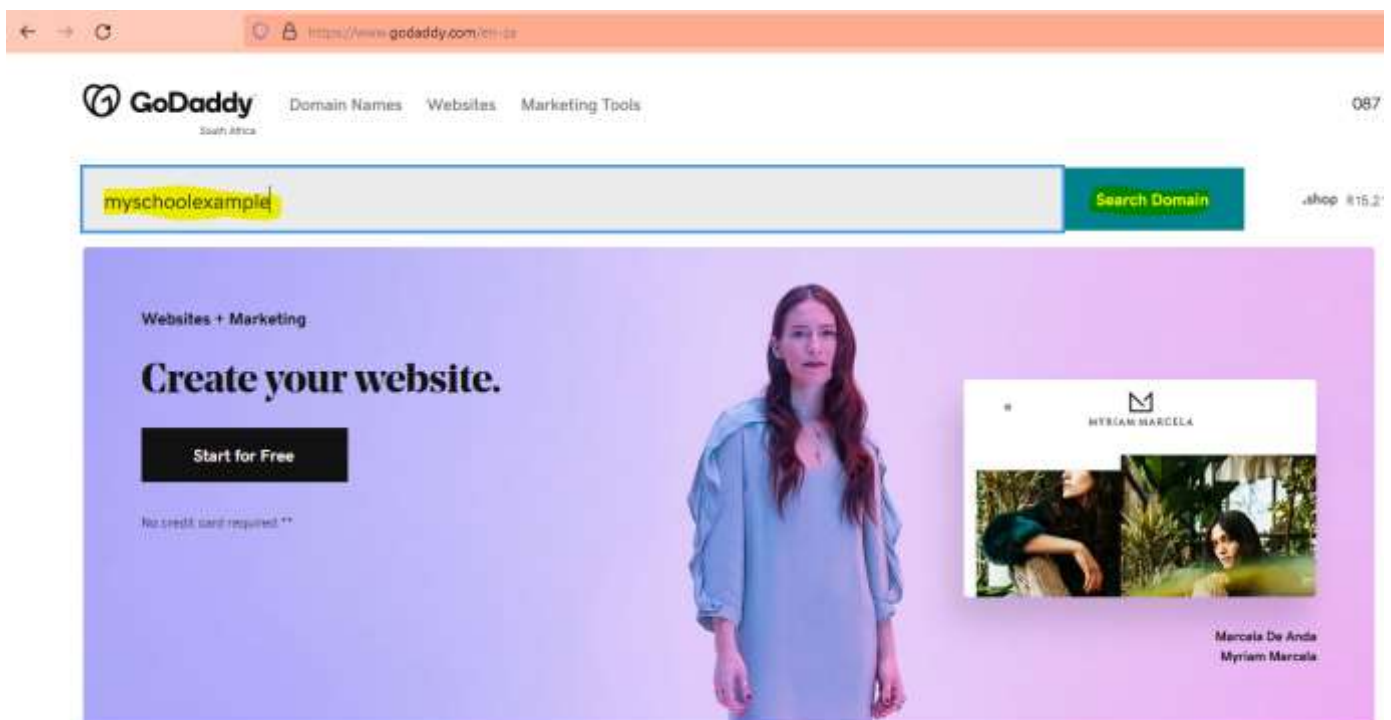 https://www.godaddy.com/en-za
GoDaddy
South Africa
Domain Names Websites Marketing Tools
087
myschoolexample
Search Domain
.shop R15.2
Websites + Marketing
Create your website.
Start for Free
No credit card required **
MYRIAM MARCELA
Marcela De Anda
Myriam Marcela